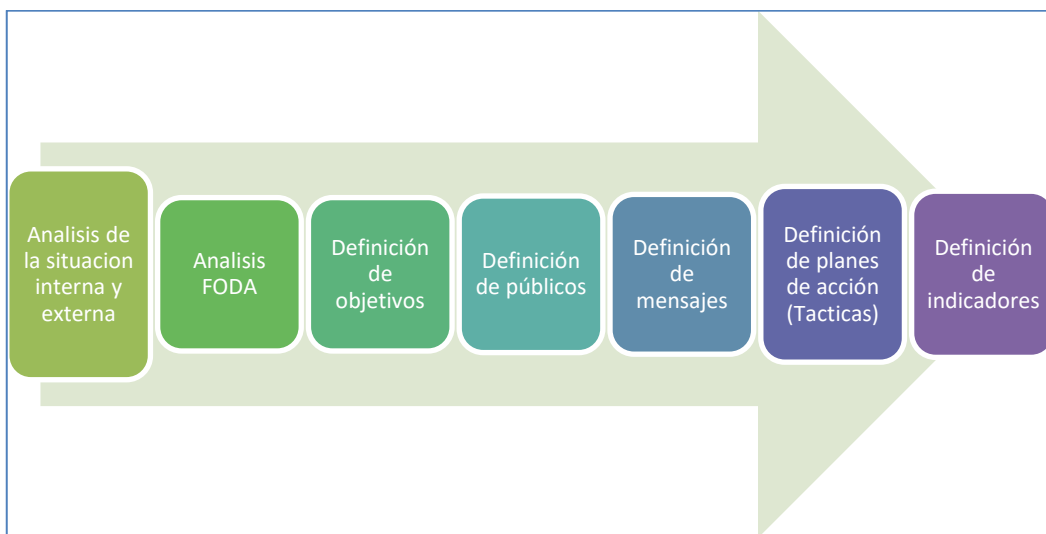 Analisis de
la situacion
interna y
externa
Analisis
FODA
Definición
de
objetivos
Definición
de públicos
Definición
de
mensajes
Definición
de planes
de acción
(Tacticas)
Definición
de
indicadores